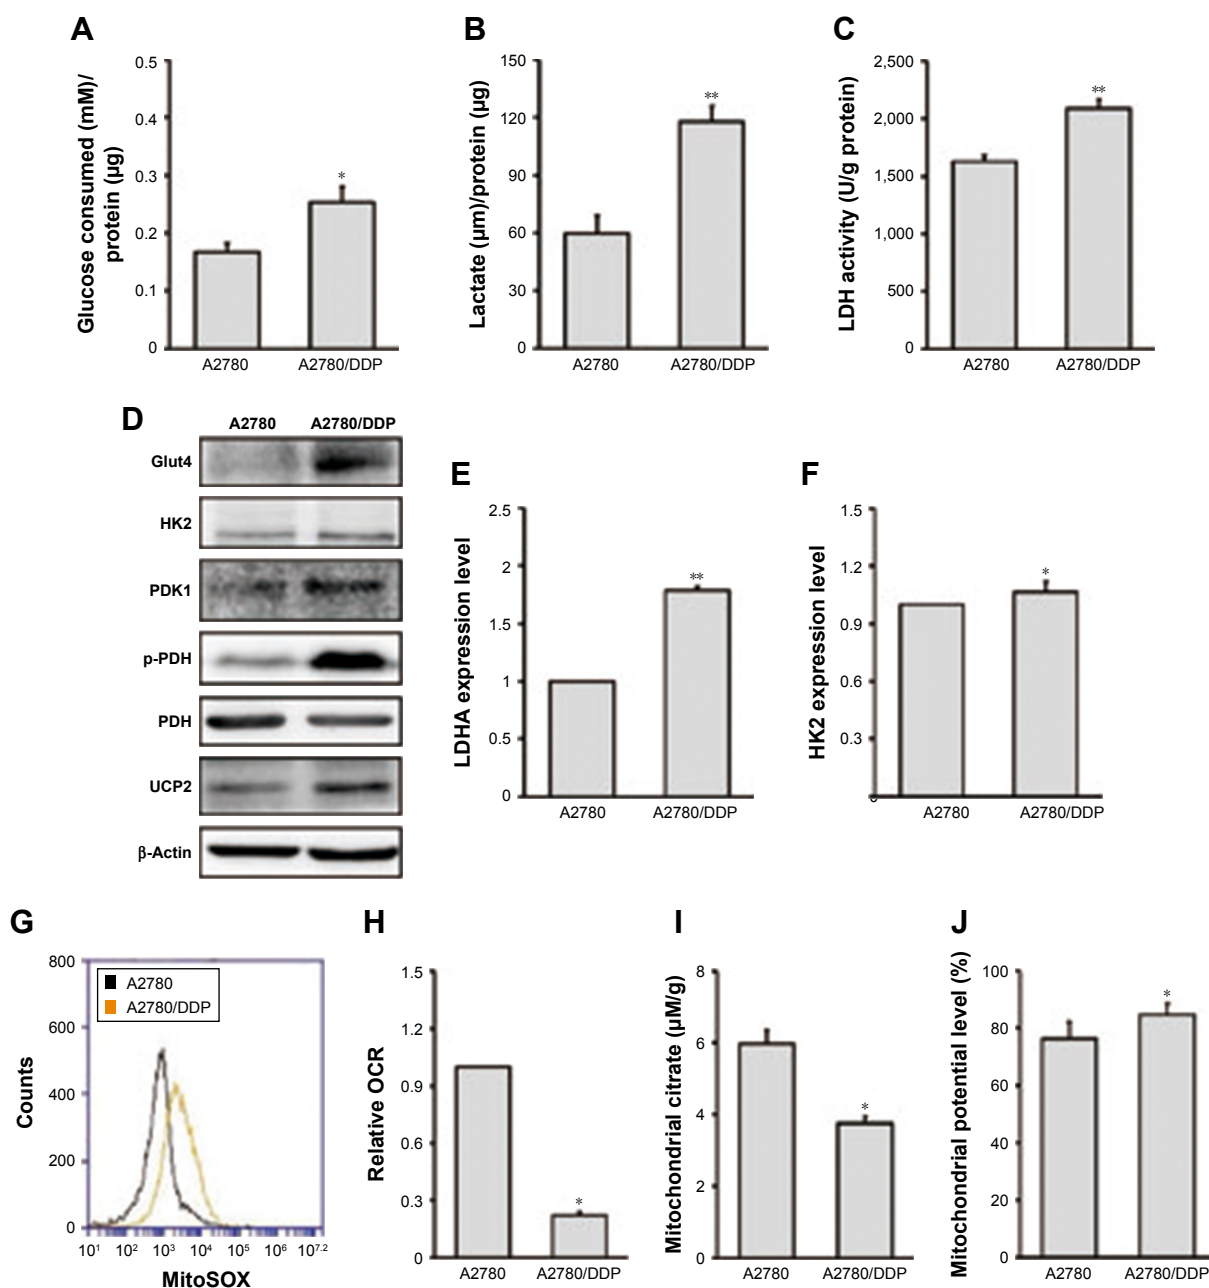 A
Glucose consumed (mM)/
protein (µg)
0.5
0.4
0.3
0.2
0.1
0
*
A2780
A2780/DDP
B
Lactate (µm)/protein (µg)
150
120
90
60
30
0
**
A2780
A2780/DDP
C
LDH activity (U/g protein)
2,500
2,000
1,500
1,000
500
0
**
A2780
A2780/DDP
D
A2780 A2780/DDP
Glut4
HK2
PDK1
p-PDH
PDH
UCP2
β-Actin
E
LDHA expression level
2.5
2
1.5
1
0.5
0
**
A2780
A2780/DDP
F
HK2 expression level
1.5
1.2
0.9
0.6
0.3
0
*
A2780
A2780/DDP
G
Counts
800
600
400
200
0
A2780
A2780/DDP
10¹ 10² 10³ 10⁴ 10⁵ 10⁶ 10⁷·²
MitoSOX
H
Relative OCR
1.5
1.2
0.9
0.6
0.3
0
*
A2780
A2780/DDP
I
Mitochondrial citrate (µM/g)
8
6
4
2
0
*
A2780
A2780/DDP
J
Mitochondrial potential level (%)
100
80
60
40
20
0
*
A2780
A2780/DDP